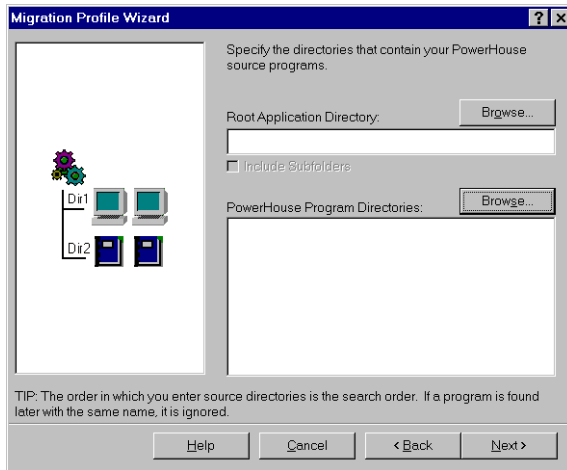 Migration Profile Wizard
? ×
Specify the directories that contain your PowerHouse
source programs.
Root Application Directory:
Browse...
Include Subfolders
Dir1
Dir2
PowerHouse Program Directories:
Browse...
TIP: The order in which you enter source directories is the search order. If a program is found
later with the same name, it is ignored.
Help
Cancel
< Back
Next >